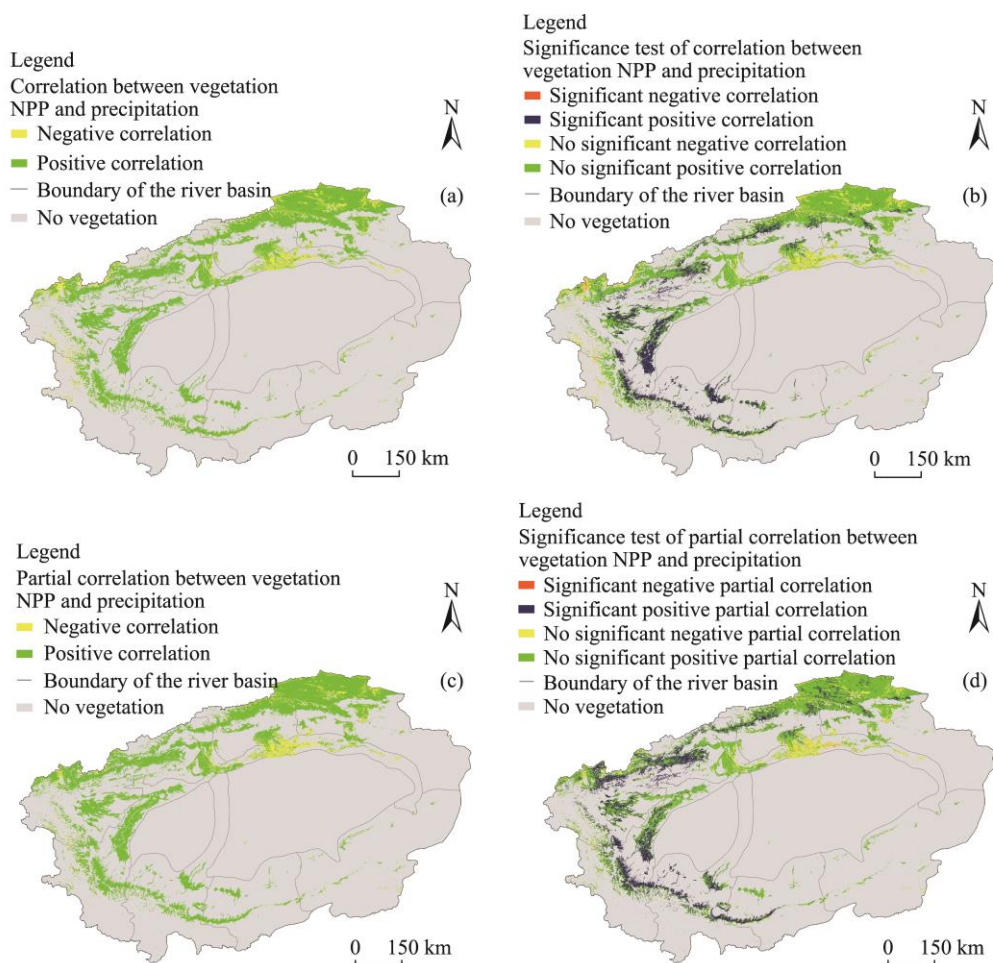 Legend
Correlation between vegetation
NPP and precipitation
Negative correlation
Positive correlation
Boundary of the river basin
No vegetation
N
(a)
0 150 km
Legend
Significance test of correlation between
vegetation NPP and precipitation
Significant negative correlation
Significant positive correlation
No significant negative correlation
No significant positive correlation
Boundary of the river basin
No vegetation
N
(b)
0 150 km
Legend
Partial correlation between vegetation
NPP and precipitation
Negative correlation
Positive correlation
Boundary of the river basin
No vegetation
N
(c)
0 150 km
Legend
Significance test of partial correlation between
vegetation NPP and precipitation
Significant negative partial correlation
Significant positive partial correlation
No significant negative partial correlation
No significant positive partial correlation
Boundary of the river basin
No vegetation
N
(d)
0 150 km